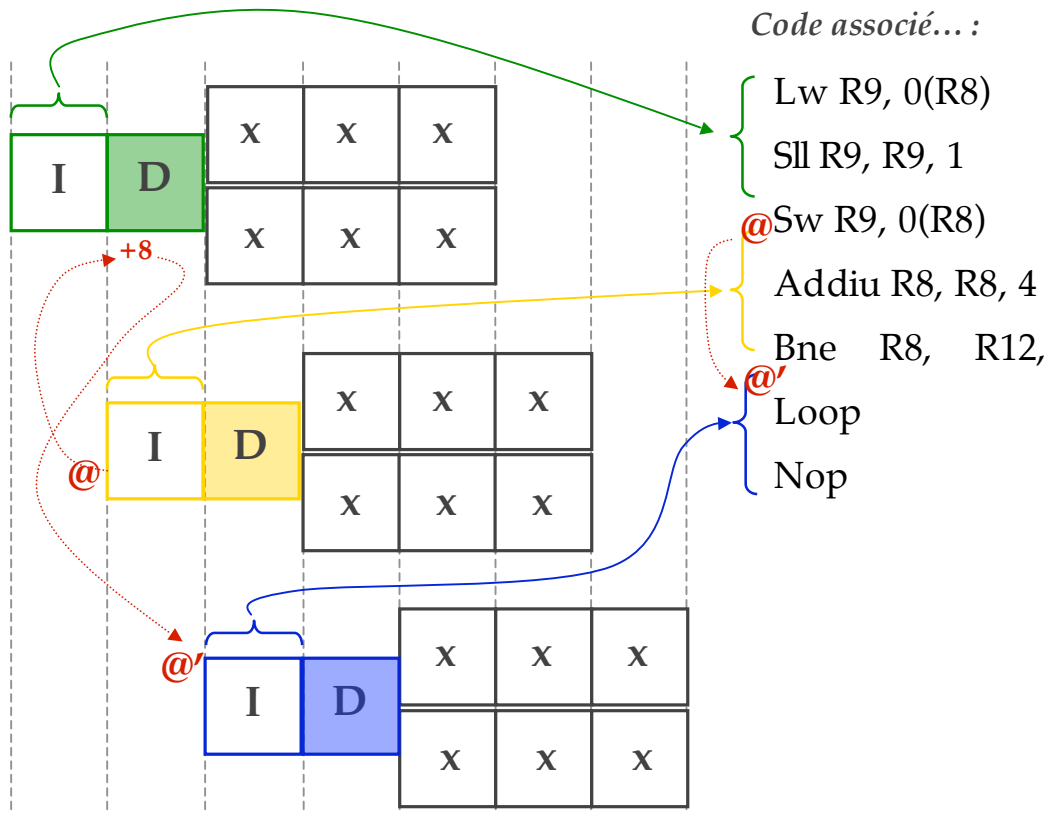 Code associé… :
Lw R9, 0(R8)
Sll R9, R9, 1
@Sw R9, 0(R8)
Addiu R8, R8, 4
Bne R8, R12,
@'
Loop
Nop
x x x
I D
x x x
+8
x x x
I D
@
x x x
x x x
@'
I D
x x x